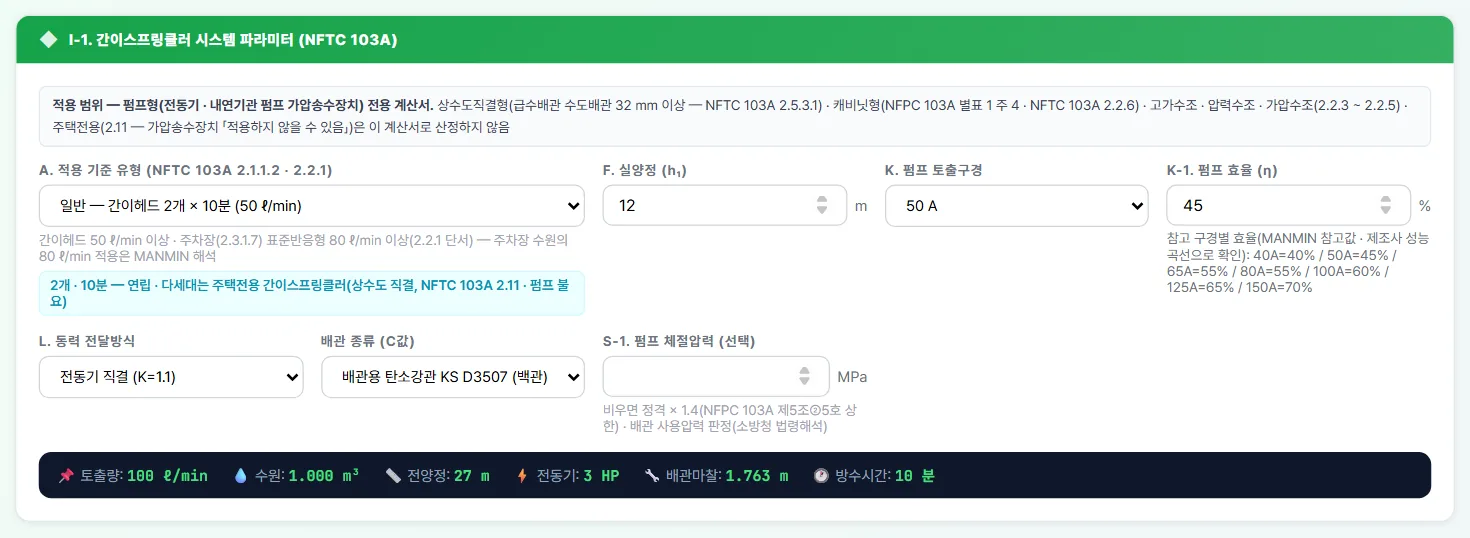 I-1. 간이스프링클러 시스템 파라미터 (NFTC 103A)
적용 범위 — 펌프형(전동기 · 내연기관 펌프 가압송수장치) 전용 계산서. 상수도직결형(급수배관 수도배관 32 mm 이상 — NFTC 103A 2.5.3.1) · 캐비닛형(NFPC 103A 별표 1 주 4 · NFTC 103A 2.2.6) · 고가수조 · 압력수조 · 가압수조(2.2.3 ~ 2.2.5) ·
주택전용(2.11 — 가압송수장치 「적용하지 않을 수 있음」)은 이 계산서로 산정하지 않음
A. 적용 기준 유형 (NFTC 103A 2.1.1.2 · 2.2.1)
일반 — 간이헤드 2개 × 10분 (50 ℓ/min)
간이헤드 50 ℓ/min 이상 · 주차장(2.3.1.7) 표준반응형 80 ℓ/min 이상(2.2.1 단서) — 주차장 수원의
80 ℓ/min 적용은 MANMIN 해석
2개 · 10분 — 연립 · 다세대는 주택전용 간이스프링클러(상수도 직결, NFTC 103A 2.11 · 펌프 불
요)
F. 실양정 (h₁)
12 m
K. 펌프 토출구경
50 A
K-1. 펌프 효율 (η)
45 %
참고 구경별 효율(MANMIN 참고값 · 제조사 성능
곡선으로 확인): 40A=40% / 50A=45% /
65A=55% / 80A=55% / 100A=60% /
125A=65% / 150A=70%
L. 동력 전달방식
전동기 직결 (K=1.1)
배관 종류 (C값)
배관용 탄소강관 KS D3507 (백관)
S-1. 펌프 체절압력 (선택)
MPa
비우면 정격 × 1.4(NFPC 103A 제5조②5호 상
한) · 배관 사용압력 판정(소방청 법령해석)
토출량: 100 ℓ/min 수원: 1.000 m³ 전양정: 27 m 전동기: 3 HP 배관마찰: 1.763 m 방수시간: 10 분